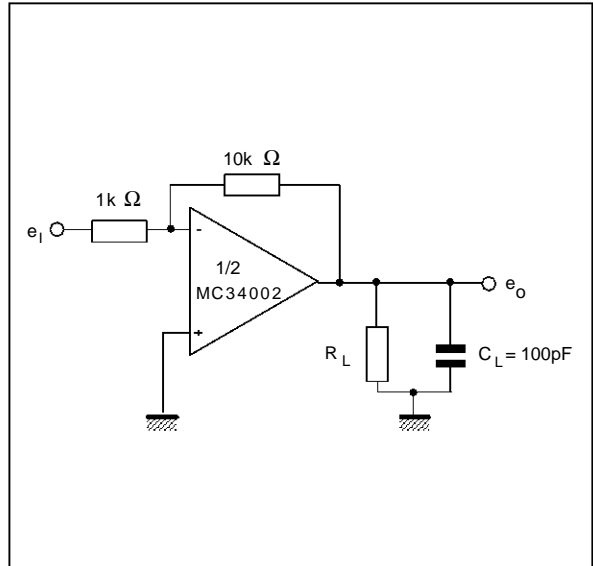 10k Ω
1k Ω
e_I
-
1/2
MC34002
+
e_o
R_L
C_L = 100pF